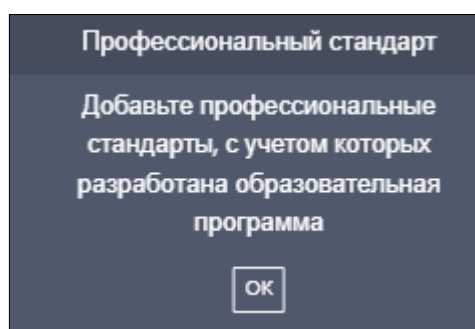 Профессиональный стандарт
Добавьте профессиональные
стандарты, с учетом которых
разработана образовательная
программа
ОК